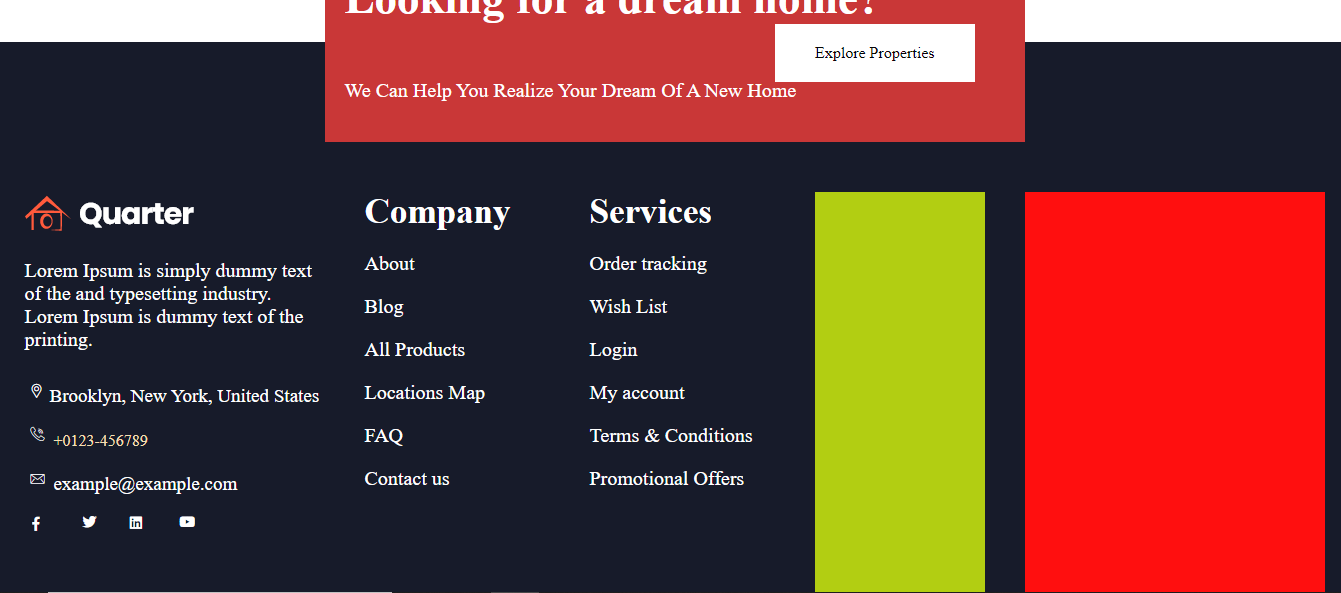 Looking for a dream home?
Explore Properties
We Can Help You Realize Your Dream Of A New Home
Quarter
Lorem Ipsum is simply dummy text
of the and typesetting industry.
Lorem Ipsum is dummy text of the
printing.
Brooklyn, New York, United States
+0123-456789
example@example.com
Company
About
Blog
All Products
Locations Map
FAQ
Contact us
Services
Order tracking
Wish List
Login
My account
Terms & Conditions
Promotional Offers